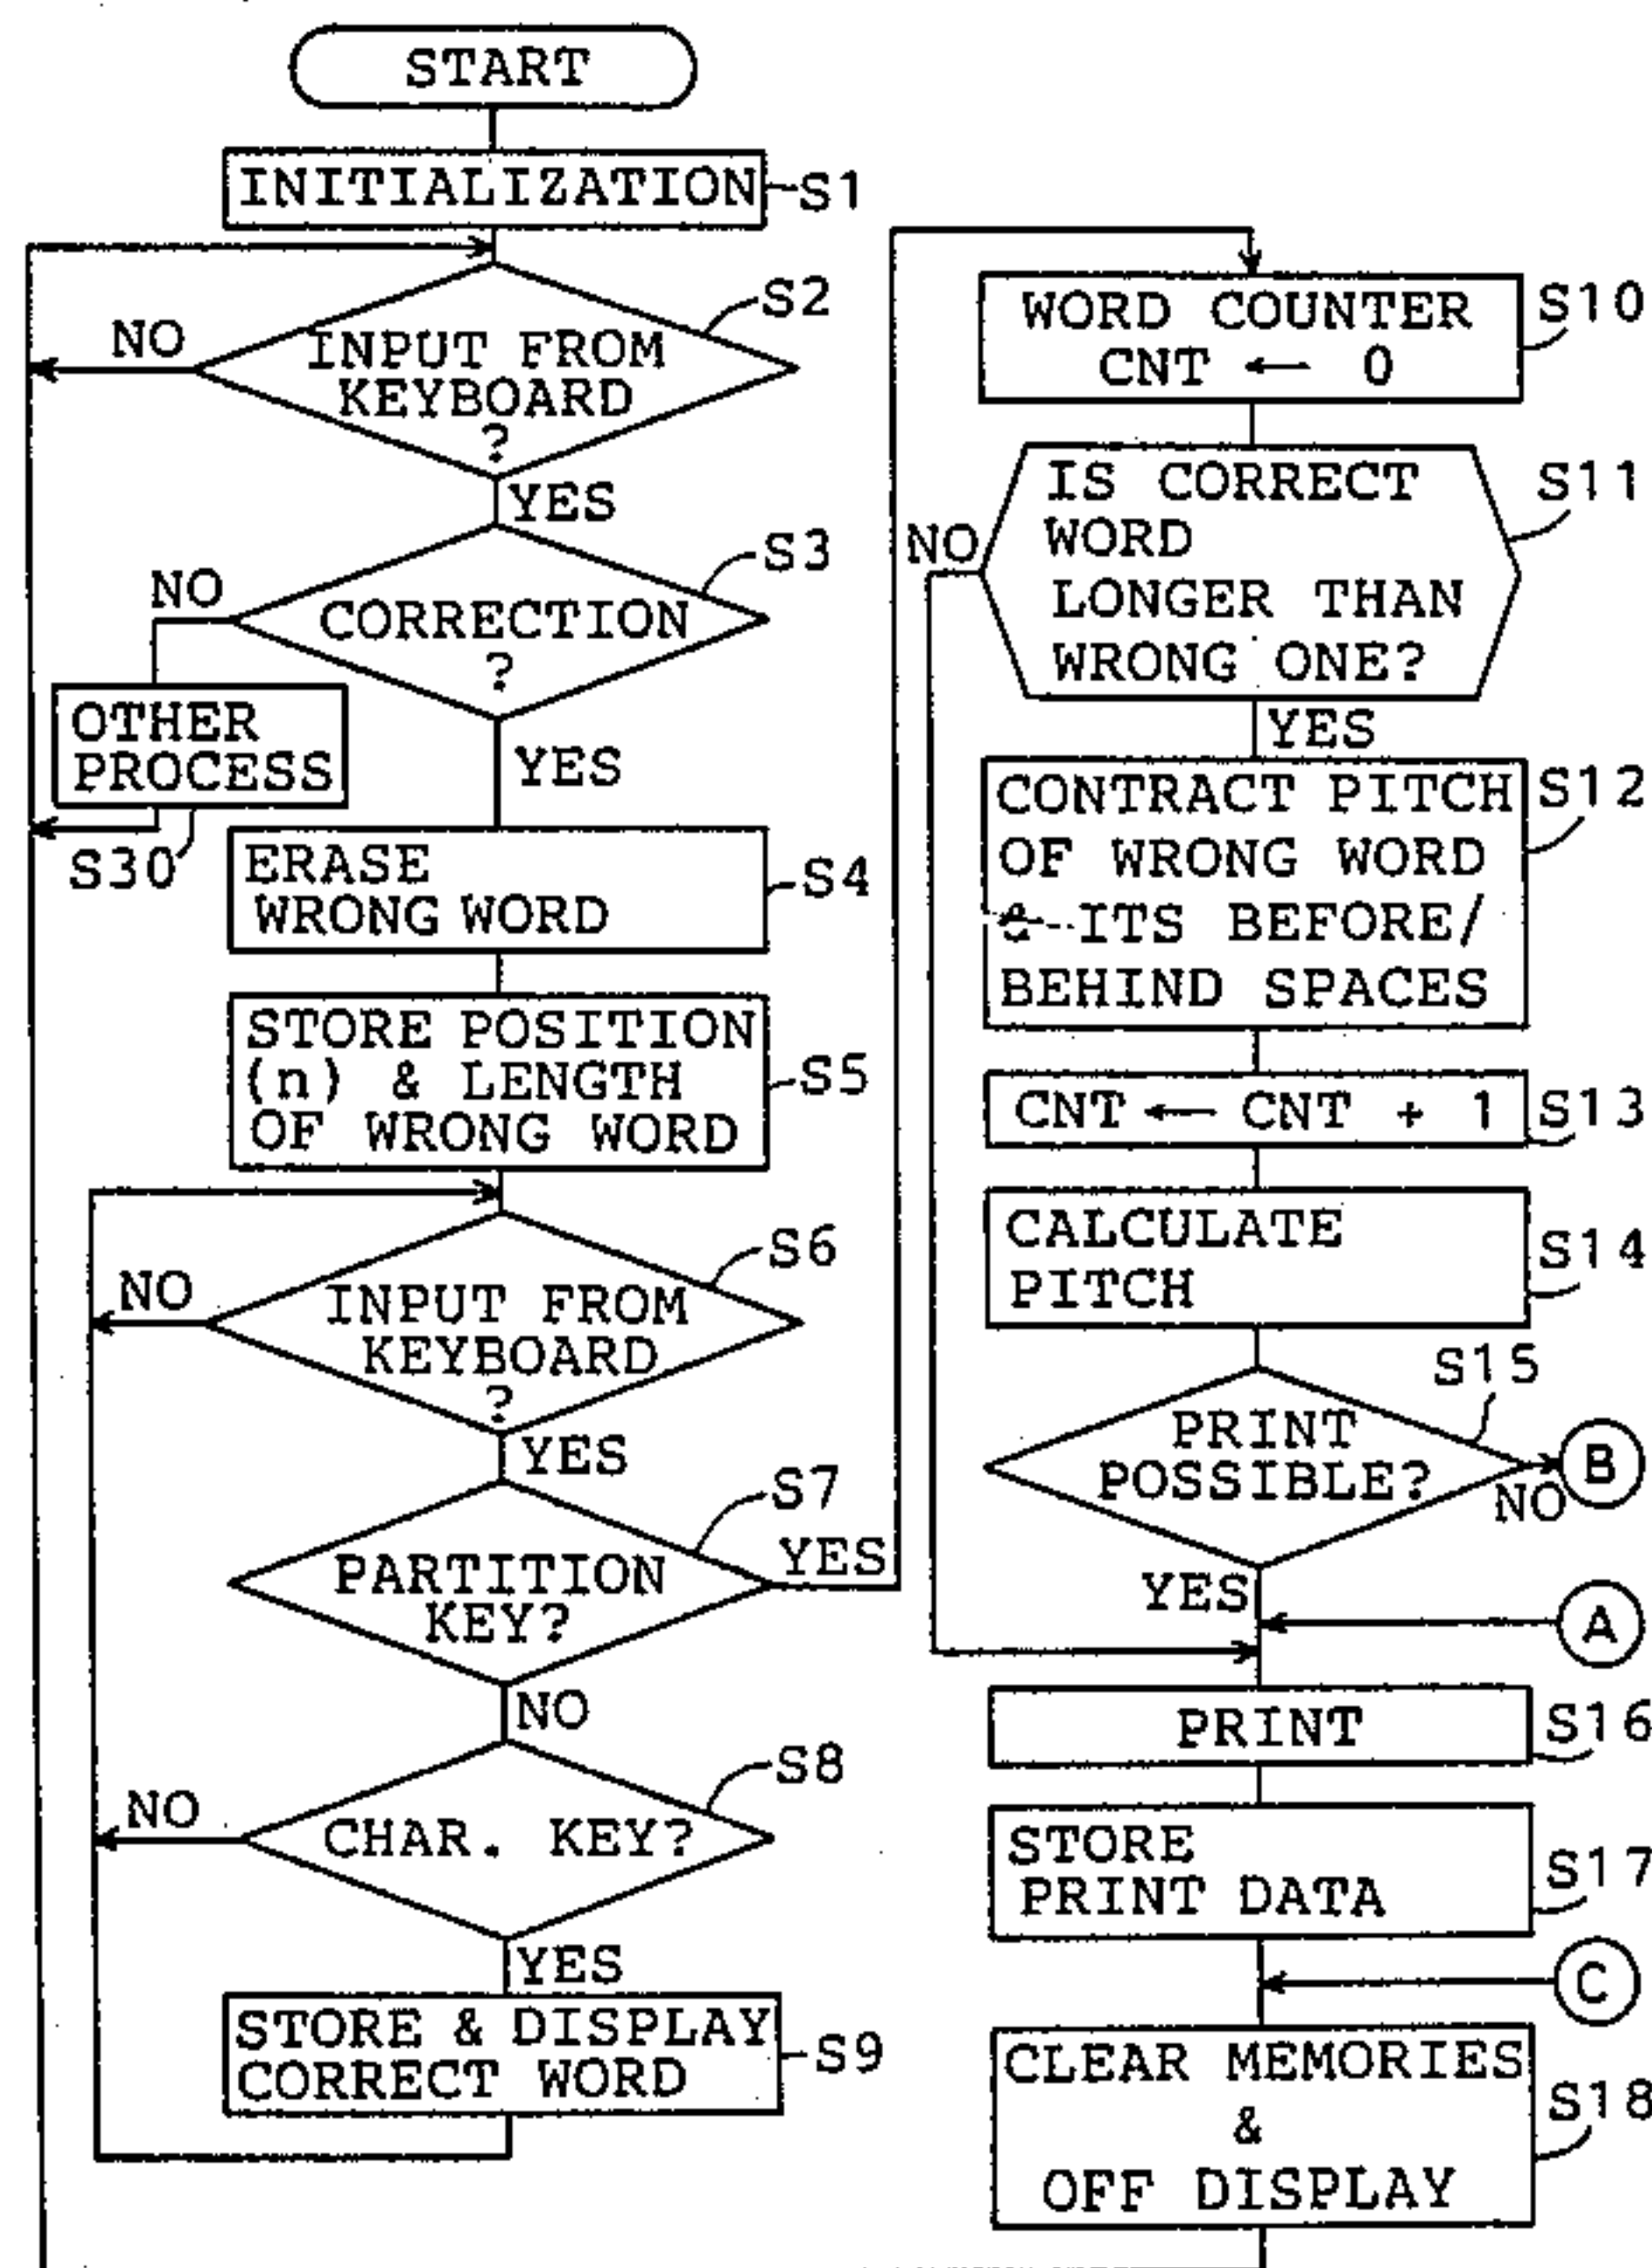 START
INITIALIZATION
S1
S2
NO
INPUT FROM
KEYBOARD
?
YES
S3
NO
CORRECTION
?
YES
OTHER
PROCESS
S30
ERASE
WRONG WORD
S4
STORE POSITION
(n) & LENGTH
OF WRONG WORD
S5
S6
NO
INPUT FROM
KEYBOARD
?
YES
S7
PARTITION
KEY?
YES
NO
S8
NO
CHAR. KEY?
YES
STORE & DISPLAY
CORRECT WORD
S9
WORD COUNTER
CNT ← 0
S10
IS CORRECT
WORD
LONGER THAN
WRONG ONE?
S11
NO
YES
CONTRACT PITCH
OF WRONG WORD
& ITS BEFORE/
BEHIND SPACES
S12
CNT ← CNT + 1
S13
CALCULATE
PITCH
S14
S15
PRINT
POSSIBLE?
B
NO
YES
A
PRINT
S16
STORE
PRINT DATA
S17
C
CLEAR MEMORIES
&
OFF DISPLAY
S18